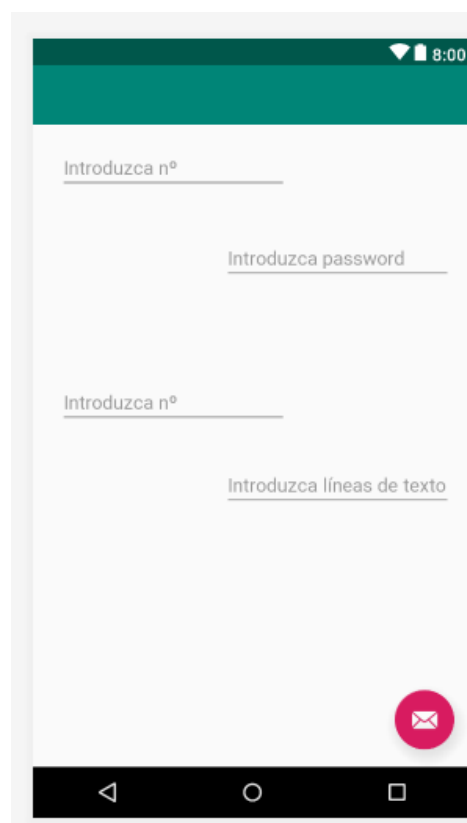 8:00
Introduzca nº
Introduzca password
Introduzca nº
Introduzca líneas de texto